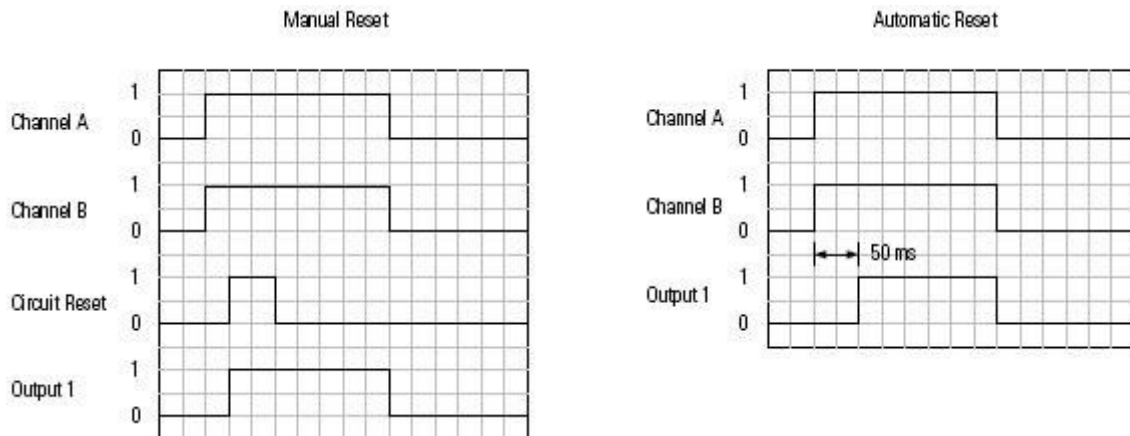 Manual Reset
Channel A
1
0
Channel B
1
0
Circuit Reset
1
0
Output 1
1
0
Automatic Reset
Channel A
1
0
Channel B
1
0
50 ms
Output 1
1
0